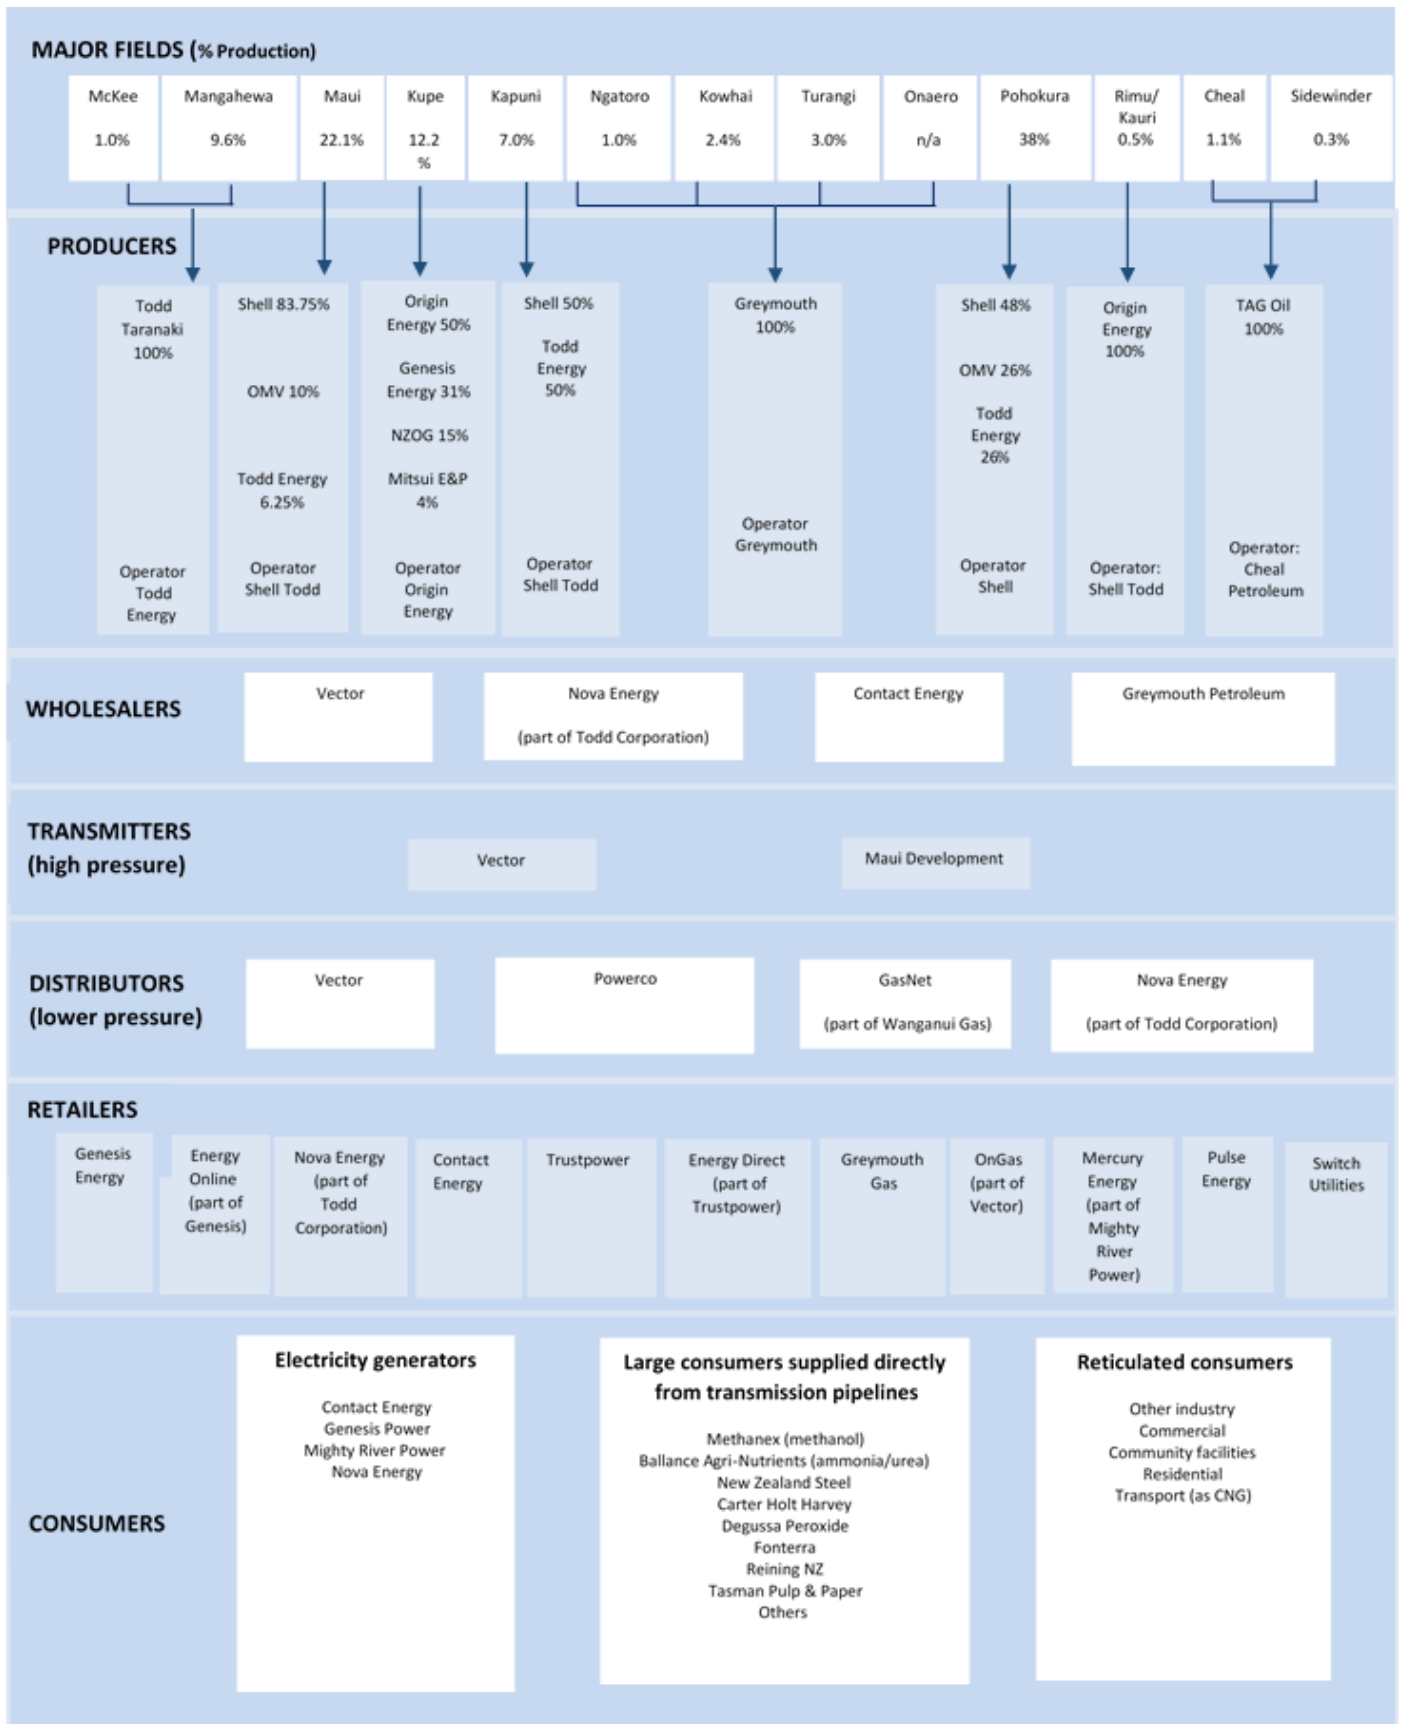 MAJOR FIELDS (% Production)
McKee
1.0%
Mangahewa
9.6%
Maui
22.1%
Kupe
12.2
%
Kapuni
7.0%
Ngatoro
1.0%
Kowhai
2.4%
Turangi
3.0%
Onaero
n/a
Pohokura
38%
Rimu/
Kauri
0.5%
Cheal
1.1%
Sidewinder
0.3%
PRODUCERS
Todd
Taranaki
100%
Operator
Todd
Energy
Shell 83.75%
OMV 10%
Todd Energy
6.25%
Operator
Shell Todd
Origin
Energy 50%
Genesis
Energy 31%
NZOG 15%
Mitsui E&P
4%
Operator
Origin
Energy
Shell 50%
Todd
Energy
50%
Operator
Shell Todd
Greymouth
100%
Operator
Greymouth
Shell 48%
OMV 26%
Todd
Energy
26%
Operator
Shell
Origin
Energy
100%
Operator:
Shell Todd
TAG Oil
100%
Operator:
Cheal
Petroleum
WHOLESALERS
Vector
Nova Energy
(part of Todd Corporation)
Contact Energy
Greymouth Petroleum
TRANSMITTERS
(high pressure)
Vector
Maui Development
DISTRIBUTORS
(lower pressure)
Vector
Powerco
GasNet
(part of Wanganui Gas)
Nova Energy
(part of Todd Corporation)
RETAILERS
Genesis
Energy
Energy
Online
(part of
Genesis)
Nova Energy
(part of
Todd
Corporation)
Contact
Energy
Trustpower
Energy Direct
(part of
Trustpower)
Greymouth
Gas
OnGas
(part of
Vector)
Mercury
Energy
(part of
Mighty
River
Power)
Pulse
Energy
Switch
Utilities
CONSUMERS
Electricity generators
Contact Energy
Genesis Power
Mighty River Power
Nova Energy
Large consumers supplied directly
from transmission pipelines
Methanex (methanol)
Ballance Agri-Nutrients (ammonia/urea)
New Zealand Steel
Carter Holt Harvey
Degussa Peroxide
Fonterra
Reining NZ
Tasman Pulp & Paper
Others
Reticulated consumers
Other industry
Commercial
Community facilities
Residential
Transport (as CNG)